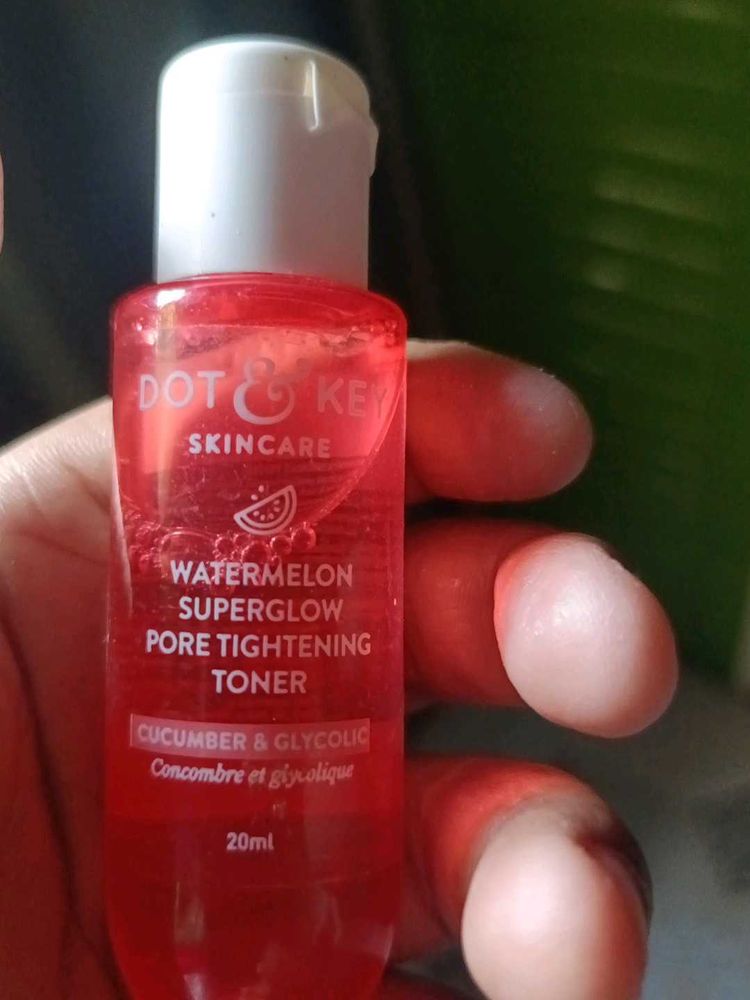 DOT & KEY
SKINCARE
WATERMELON
SUPERGLOW
PORE TIGHTENING
TONER
CUCUMBER & GLYCOLIC
Concombre et glycolique
20ml